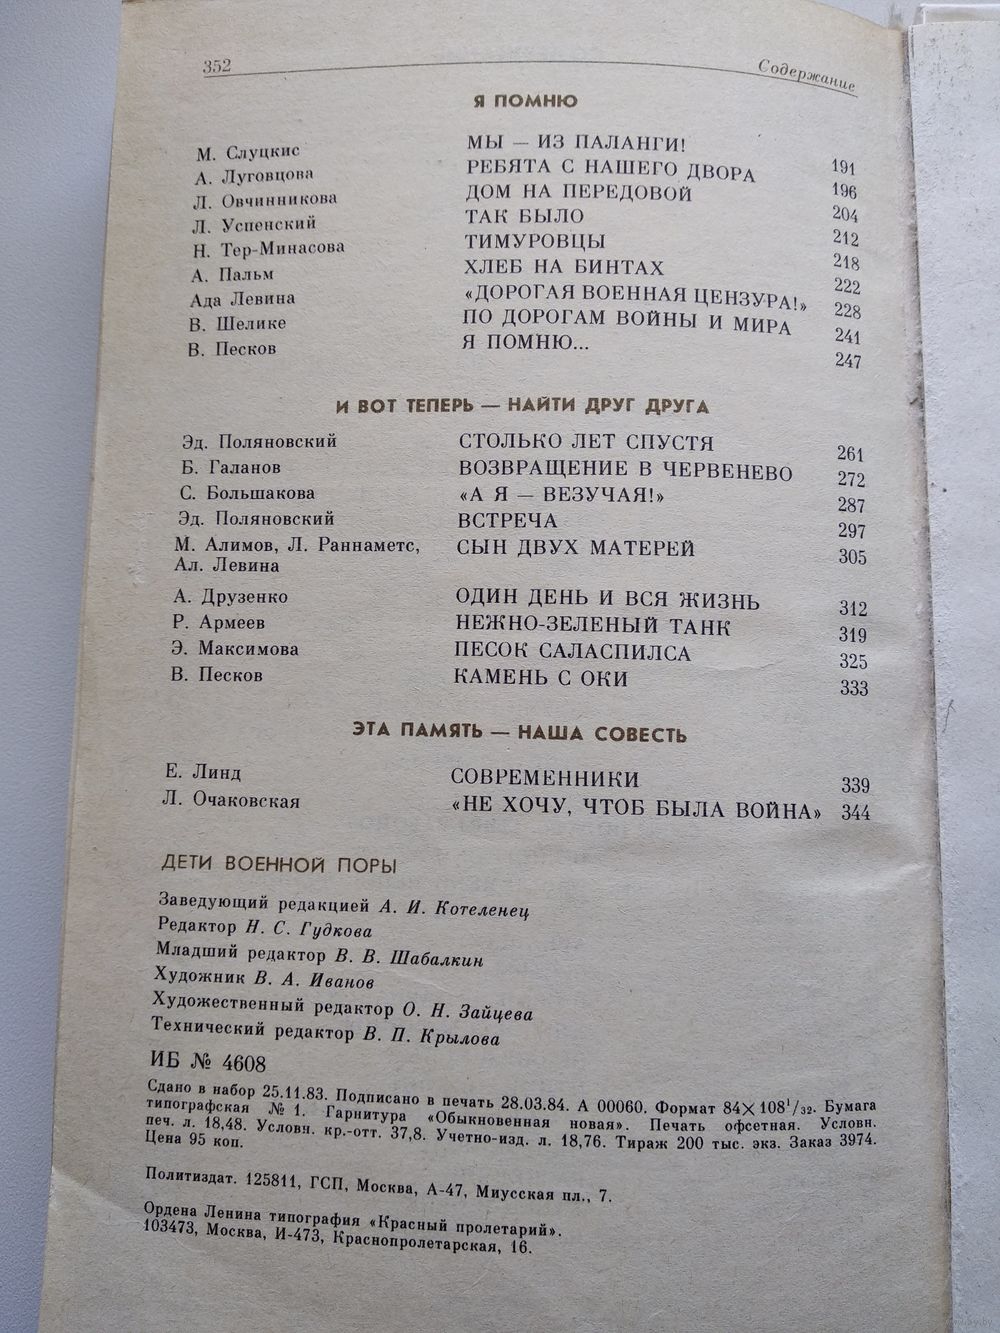 352 Содержание
Я ПОМНЮ
М. Слуцкис МЫ — ИЗ ПАЛАНГИ! 191
А. Луговцова РЕБЯТА С НАШЕГО ДВОРА 196
Л. Овчинникова ДОМ НА ПЕРЕДОВОЙ 204
Л. Успенский ТАК БЫЛО 212
Н. Тер-Минасова ТИМУРОВЦЫ 218
А. Пальм ХЛЕБ НА БИНТАХ 222
Ада Левина «ДОРОГАЯ ВОЕННАЯ ЦЕНЗУРА!» 228
В. Шелике ПО ДОРОГАМ ВОЙНЫ И МИРА 241
В. Песков Я ПОМНЮ... 247
И ВОТ ТЕПЕРЬ — НАЙТИ ДРУГ ДРУГА
Эд. Поляновский СТОЛЬКО ЛЕТ СПУСТЯ 261
Б. Галанов ВОЗВРАЩЕНИЕ В ЧЕРВЕНЕВО 272
С. Большакова «А Я — ВЕЗУЧАЯ!» 287
Эд. Поляновский ВСТРЕЧА 297
М. Алимов, Л. Раннаметс, СЫН ДВУХ МАТЕРЕЙ 305
Ал. Левина
А. Друзенко ОДИН ДЕНЬ И ВСЯ ЖИЗНЬ 312
Р. Армеев НЕЖНО-ЗЕЛЕНЫЙ ТАНК 319
Э. Максимова ПЕСОК САЛАСПИЛСА 325
В. Песков КАМЕНЬ С ОКИ 333
ЭТА ПАМЯТЬ — НАША СОВЕСТЬ
Е. Линд СОВРЕМЕННИКИ 339
Л. Очаковская «НЕ ХОЧУ, ЧТОБ БЫЛА ВОЙНА» 344
ДЕТИ ВОЕННОЙ ПОРЫ
Заведующий редакцией А. И. Котеленец
Редактор Н. С. Гудкова
Младший редактор В. В. Шабалкин
Художник В. А. Иванов
Художественный редактор О. Н. Зайцева
Технический редактор В. П. Крылова
ИБ № 4608
Сдано в набор 25.11.83. Подписано в печать 28.03.84. А 00060. Формат 84×108¹/₃₂. Бумага
типографская № 1. Гарнитура «Обыкновенная новая». Печать офсетная. Условн.
печ. л. 18,48. Условн. кр.-отт. 37,8. Учетно-изд. л. 18,76. Тираж 200 тыс. экз. Заказ 3974.
Цена 95 коп.
Политиздат. 125811, ГСП, Москва, А-47, Миусская пл., 7.
Ордена Ленина типография «Красный пролетарий».
103473, Москва, И-473, Краснопролетарская, 16.